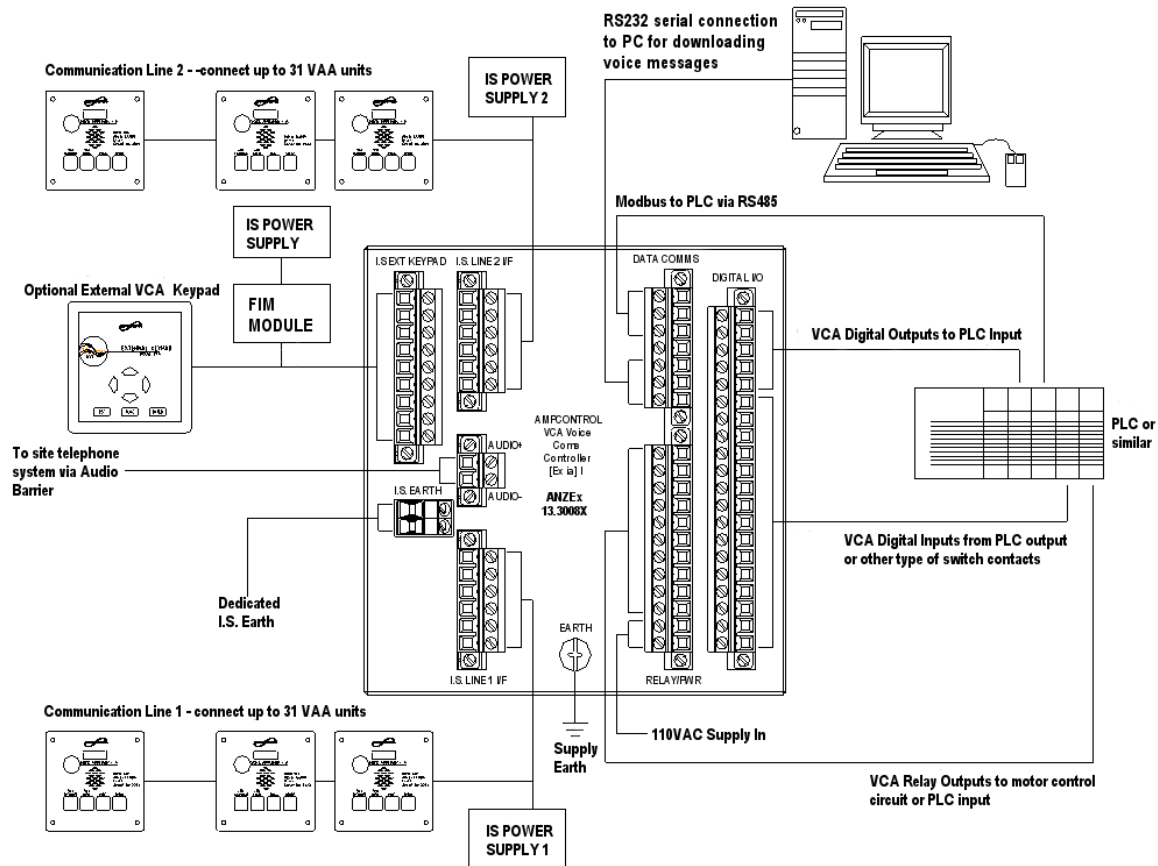 RS232 serial connection
to PC for downloading
voice messages
Communication Line 2 - -connect up to 31 VAA units
IS POWER
SUPPLY 2
Modbus to PLC via RS485
IS POWER
SUPPLY
I.S EXT KEYPAD
I.S. LINE 2 I/F
DATA COMMS
DIGITAL I/O
Optional External VCA Keypad
FIM
MODULE
VCA Digital Outputs to PLC Input
PLC or
similar
To site telephone
system via Audio
Barrier
AUDIO+
AUDIO-
AMPCONTROL
VCA Voice
Coms
Controller
[Ex ia] I
ANZEx
13.3008X
I.S. EARTH
VCA Digital Inputs from PLC output
or other type of switch contacts
Dedicated
I.S. Earth
EARTH
I.S. LINE 1 I/F
RELAY/PWR
Communication Line 1 - connect up to 31 VAA units
Supply
Earth
110VAC Supply In
VCA Relay Outputs to motor control
circuit or PLC input
IS POWER
SUPPLY 1